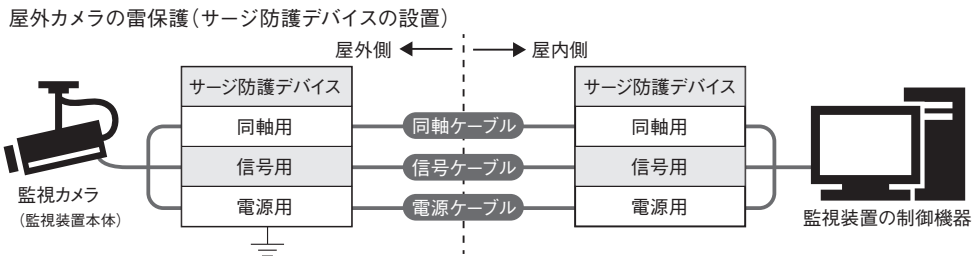 屋外カメラの雷保護（サージ防護デバイスの設置）
屋外側 屋内側
サージ防護デバイス
同軸用
信号用
電源用
同軸ケーブル
信号ケーブル
電源ケーブル
サージ防護デバイス
同軸用
信号用
電源用
監視カメラ
（監視装置本体）
監視装置の制御機器